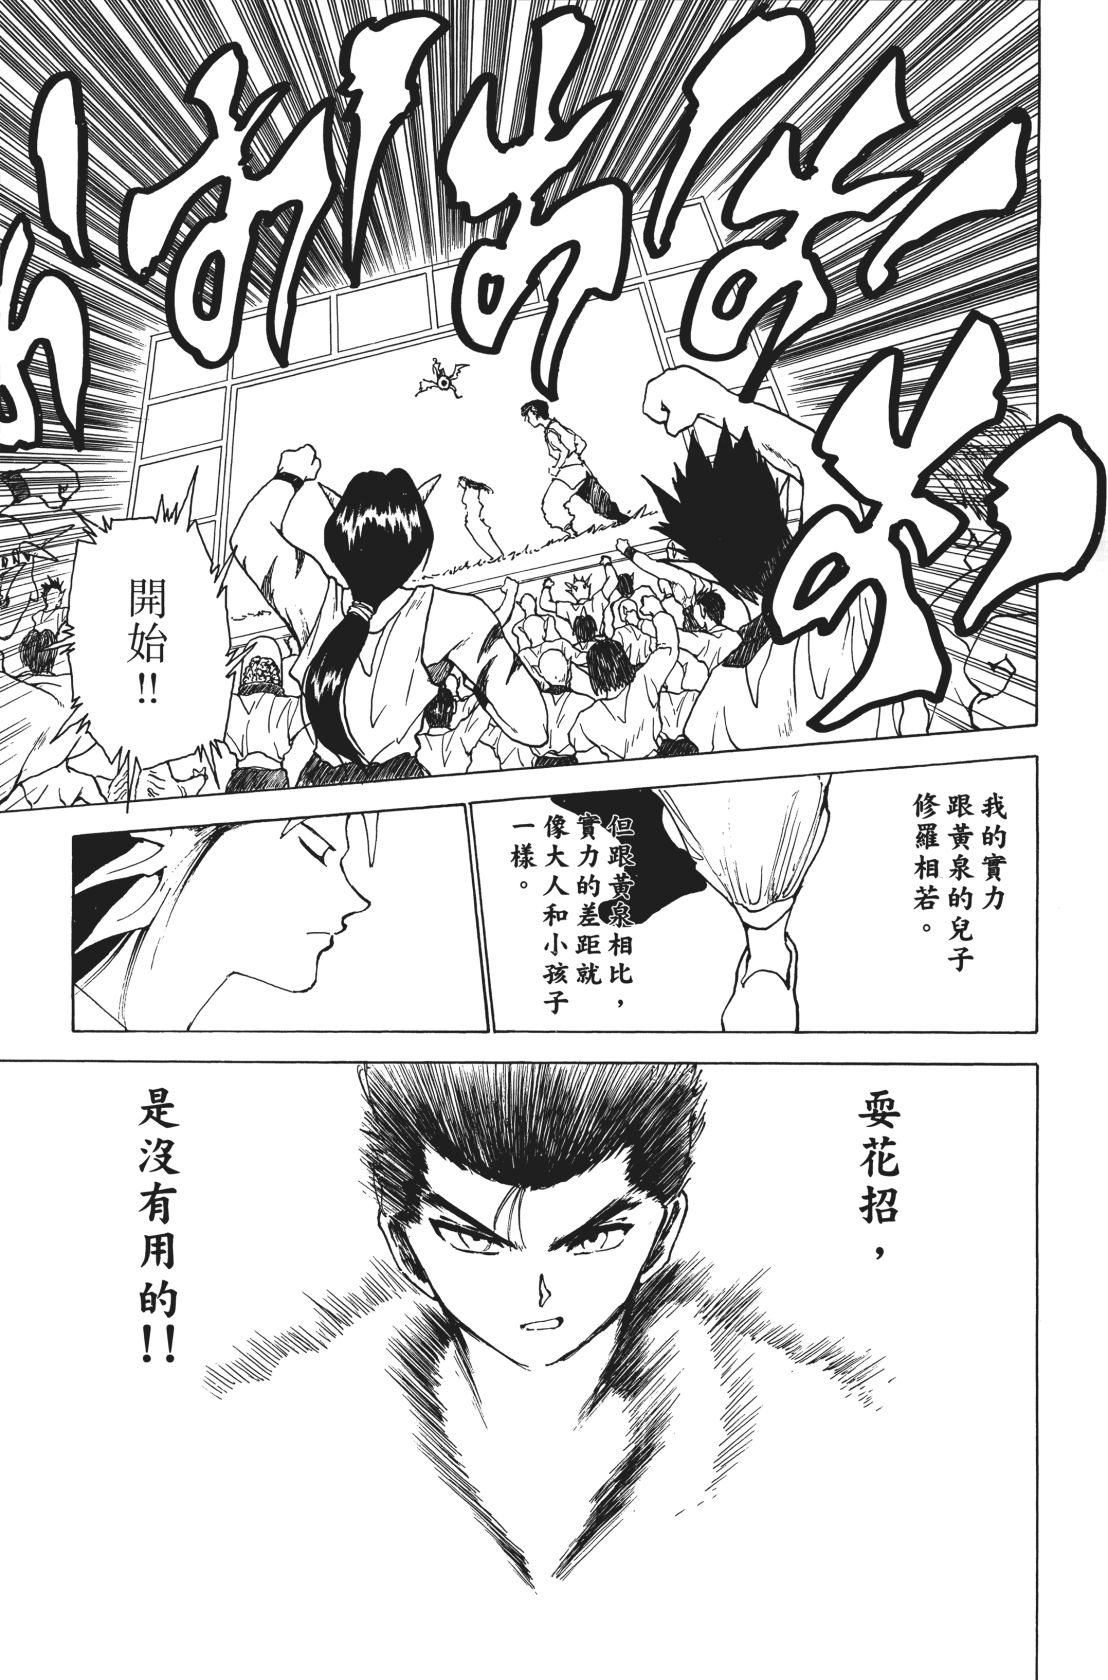 開始!!
我的實力
跟黃泉的兒子
修羅相若。
但跟黃泉相比，
實力的差距就
像大人和小孩子
一樣。
耍花招，
是沒有用的!!